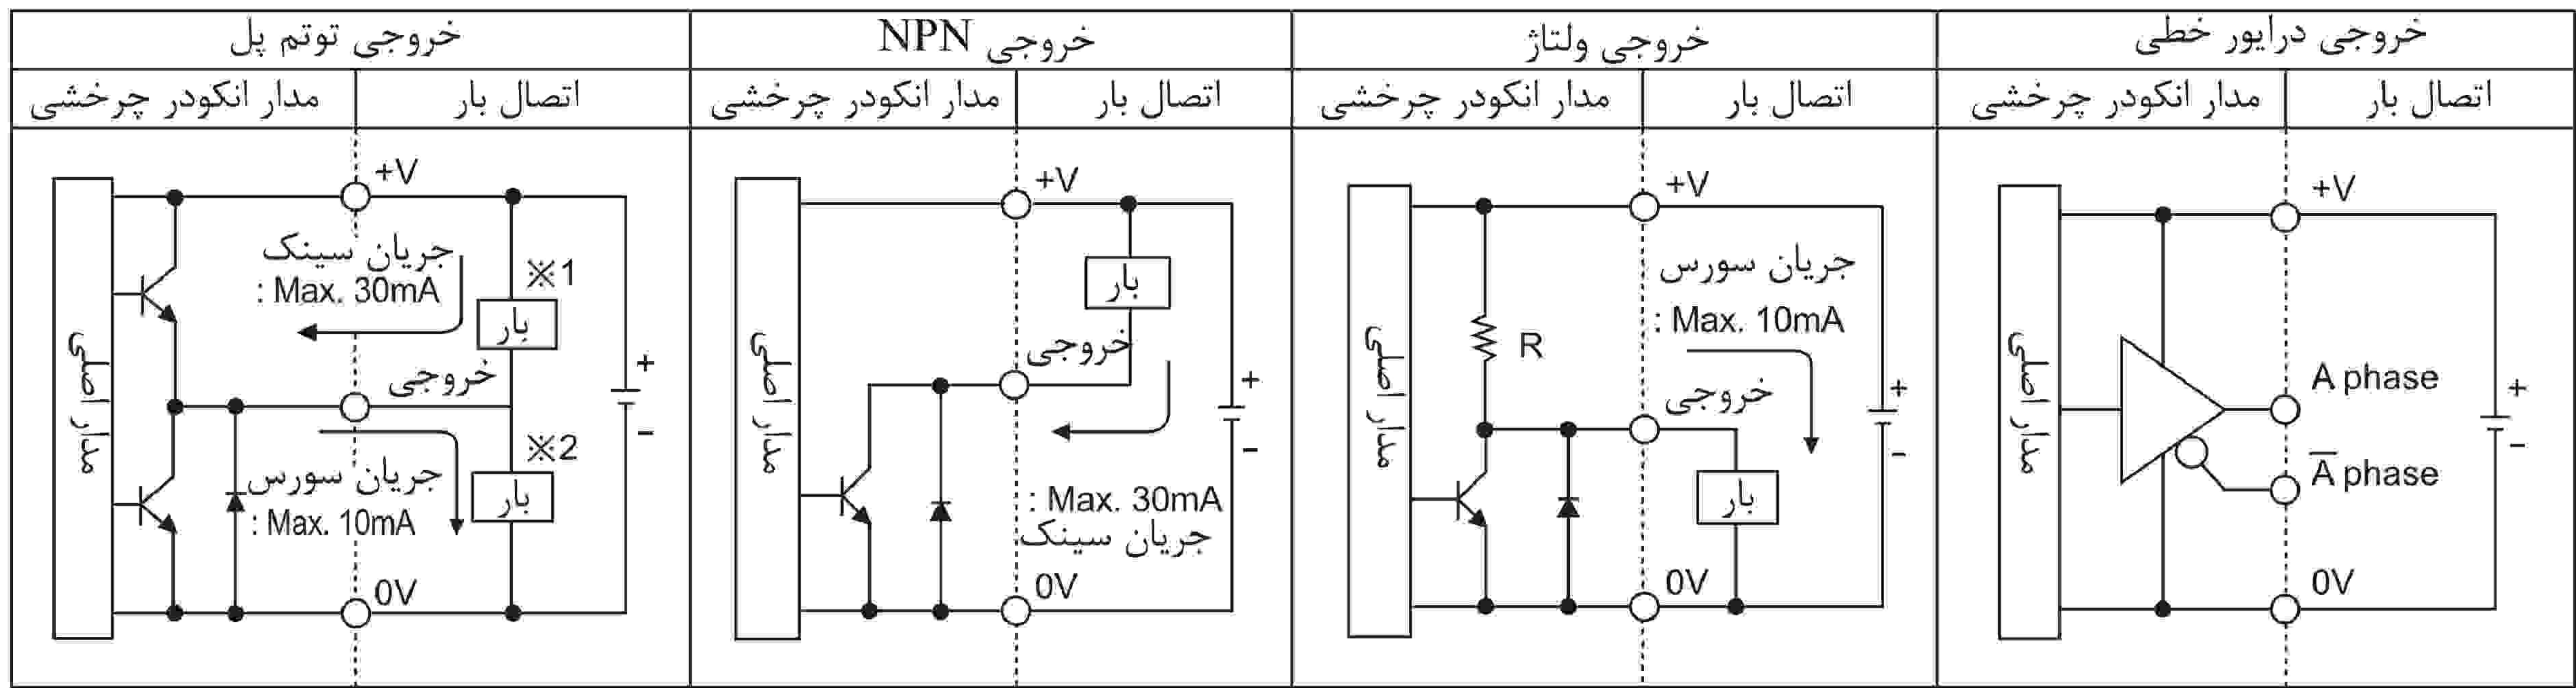 خروجی توتم پل
مدار انکودر چرخشی
اتصال بار
+V
جریان سینک
: Max. 30mA
※1
بار
مدار اصلی
خروجی
+
-
※2
بار
جریان سورس
: Max. 10mA
0V
خروجی NPN
مدار انکودر چرخشی
اتصال بار
+V
بار
خروجی
مدار اصلی
+
-
: Max. 30mA
جریان سینک
0V
خروجی ولتاژ
مدار انکودر چرخشی
اتصال بار
+V
جریان سورس
: Max. 10mA
R
مدار اصلی
خروجی
+
-
بار
0V
خروجی درایور خطی
مدار انکودر چرخشی
اتصال بار
+V
مدار اصلی
A phase
+
-
A̅ phase
0V